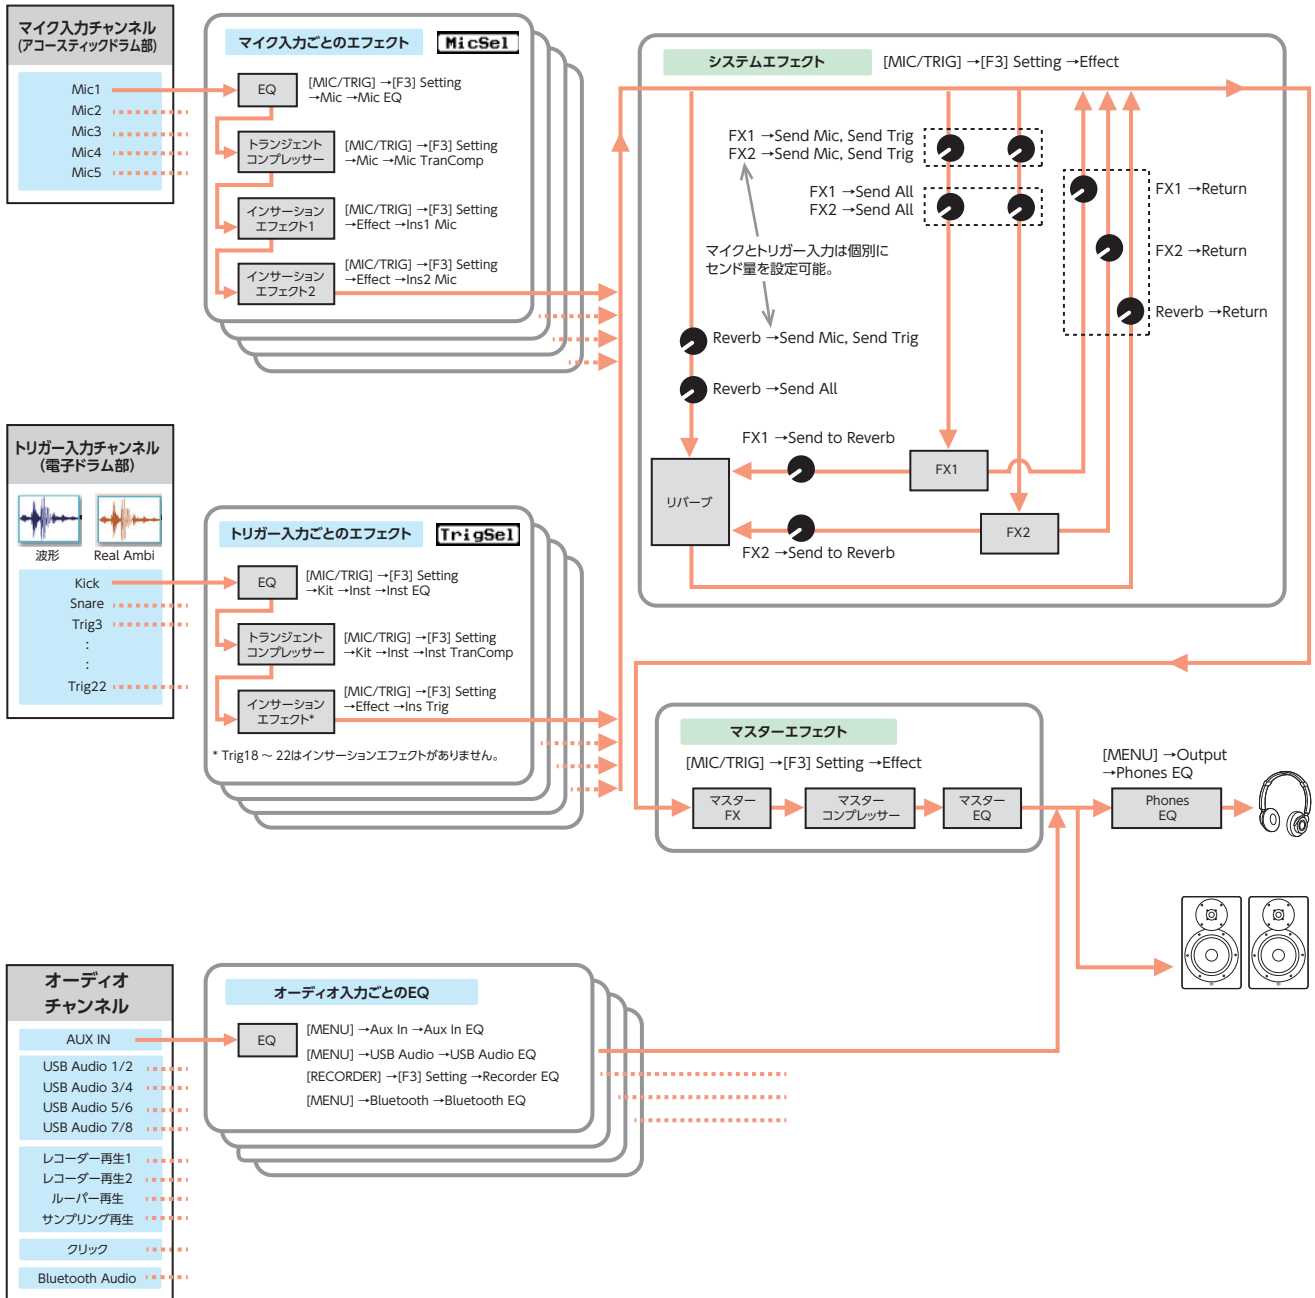 マイク入力チャンネル
(アコースティックドラム部)
Mic1
Mic2
Mic3
Mic4
Mic5
マイク入力ごとのエフェクト
MicSel
EQ
[MIC/TRIG] →[F3] Setting
→Mic →Mic EQ
トランジェント
コンプレッサー
[MIC/TRIG] →[F3] Setting
→Mic →Mic TranComp
インサーション
エフェクト1
[MIC/TRIG] →[F3] Setting
→Effect →Ins1 Mic
インサーション
エフェクト2
[MIC/TRIG] →[F3] Setting
→Effect →Ins2 Mic
システムエフェクト
[MIC/TRIG] →[F3] Setting →Effect
FX1 →Send Mic, Send Trig
FX2 →Send Mic, Send Trig
FX1 →Send All
FX2 →Send All
マイクとトリガー入力は個別に
センド量を設定可能。
FX1 →Return
FX2 →Return
Reverb →Return
Reverb →Send Mic, Send Trig
Reverb →Send All
FX1 →Send to Reverb
リバーブ
FX1
FX2
FX2 →Send to Reverb
トリガー入力チャンネル
(電子ドラム部)
波形
Real Ambi
Kick
Snare
Trig3
:
:
Trig22
トリガー入力ごとのエフェクト
TrigSel
EQ
[MIC/TRIG] →[F3] Setting
→Kit →Inst →Inst EQ
トランジェント
コンプレッサー
[MIC/TRIG] →[F3] Setting
→Kit →Inst →Inst TranComp
インサーション
エフェクト*
[MIC/TRIG] →[F3] Setting
→Effect →Ins Trig
* Trig18 ～ 22はインサーションエフェクトがありません。
マスターエフェクト
[MIC/TRIG] →[F3] Setting →Effect
マスター
FX
マスター
コンプレッサー
マスター
EQ
[MENU] →Output
→Phones EQ
Phones
EQ
オーディオ
チャンネル
AUX IN
USB Audio 1/2
USB Audio 3/4
USB Audio 5/6
USB Audio 7/8
レコーダー再生1
レコーダー再生2
ルーパー再生
サンプリング再生
クリック
Bluetooth Audio
オーディオ入力ごとのEQ
EQ
[MENU] →Aux In →Aux In EQ
[MENU] →USB Audio →USB Audio EQ
[RECORDER] →[F3] Setting →Recorder EQ
[MENU] →Bluetooth →Bluetooth EQ